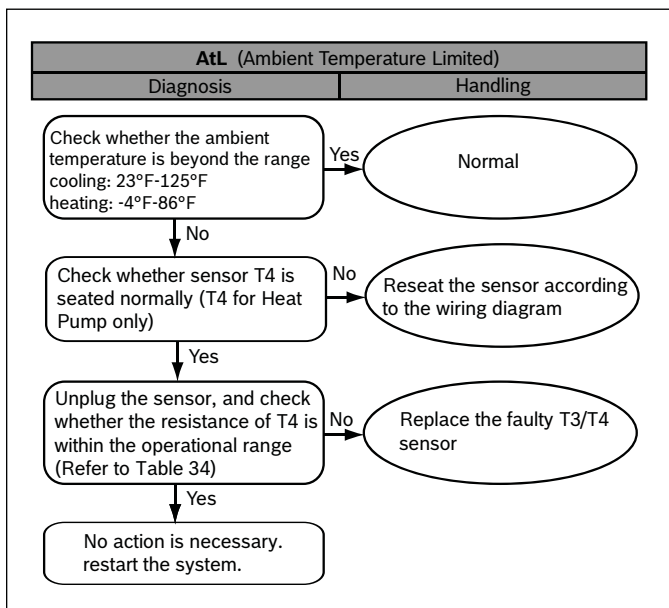 AtL (Ambient Temperature Limited)
Diagnosis
Handling
Check whether the ambient
temperature is beyond the range
cooling: 23°F-125°F
heating: -4°F-86°F
Yes
Normal
No
Check whether sensor T4 is
seated normally (T4 for Heat
Pump only)
No
Reseat the sensor according
to the wiring diagram
Yes
Unplug the sensor, and check
whether the resistance of T4 is
within the operational range
(Refer to Table 34)
No
Replace the faulty T3/T4
sensor
Yes
No action is necessary.
restart the system.